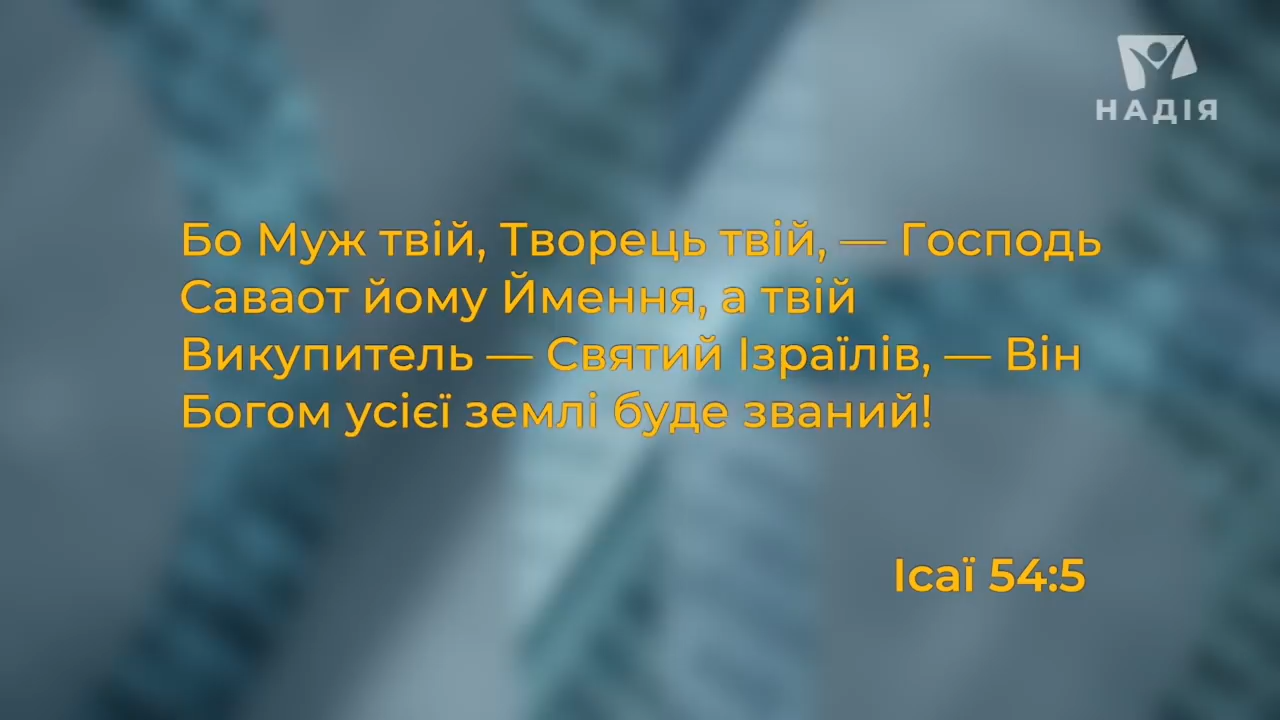 НАДІЯ
Бо Муж твій, Творець твій, — Господь
Саваот йому Ймення, а твій
Викупитель — Святий Ізраїлів, — Він
Богом усієї землі буде званий!
Ісаї 54:5